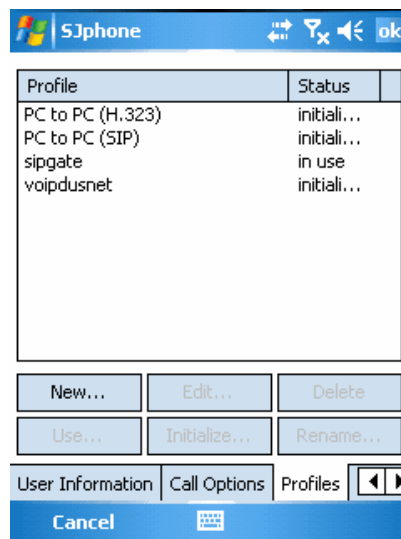 SJphone ok
Profile Status
PC to PC (H.323) initiali...
PC to PC (SIP) initiali...
sipgate in use
voipdusnet initiali...
New... Edit... Delete
Use... Initialize... Rename...
User Information Call Options Profiles
Cancel